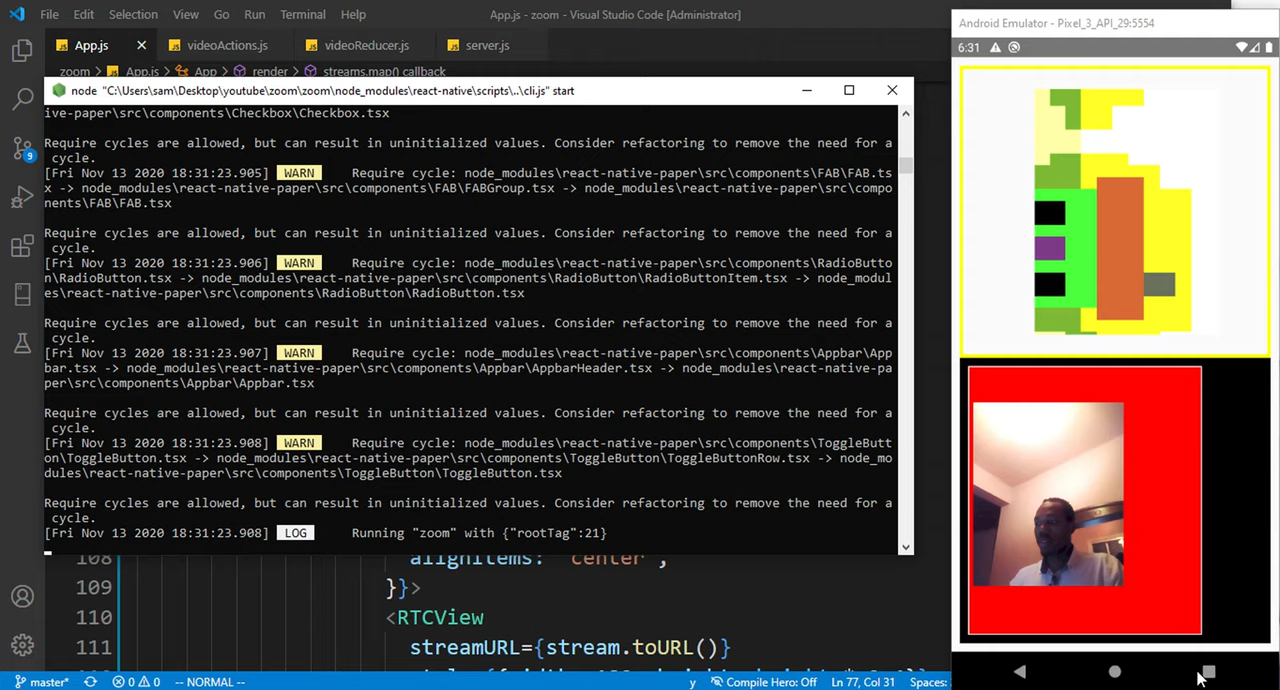 File Edit Selection View Go Run Terminal Help App.js - zoom - Visual Studio Code [Administrator]
Android Emulator - Pixel_3_API_29:5554
App.js videoActions.js videoReducer.js server.js
6:31
zoom > App.js > App > render > streams.map() callback
node "C:\Users\sam\Desktop\youtube\zoom\zoom\node_modules\react-native\scripts\..\cli.js" start
ive-paper\src\components\Checkbox\Checkbox.tsx
Require cycles are allowed, but can result in uninitialized values. Consider refactoring to remove the need for a
cycle.
[Fri Nov 13 2020 18:31:23.905] WARN Require cycle: node_modules\react-native-paper\src\components\FAB\FAB.ts
x -> node_modules\react-native-paper\src\components\FAB\FABGroup.tsx -> node_modules\react-native-paper\src\compo
nents\FAB\FAB.tsx
Require cycles are allowed, but can result in uninitialized values. Consider refactoring to remove the need for a
cycle.
[Fri Nov 13 2020 18:31:23.906] WARN Require cycle: node_modules\react-native-paper\src\components\RadioButto
n\RadioButton.tsx -> node_modules\react-native-paper\src\components\RadioButton\RadioButtonItem.tsx -> node_modul
es\react-native-paper\src\components\RadioButton\RadioButton.tsx
Require cycles are allowed, but can result in uninitialized values. Consider refactoring to remove the need for a
cycle.
[Fri Nov 13 2020 18:31:23.907] WARN Require cycle: node_modules\react-native-paper\src\components\Appbar\App
bar.tsx -> node_modules\react-native-paper\src\components\Appbar\AppbarHeader.tsx -> node_modules\react-native-pa
per\src\components\Appbar\Appbar.tsx
Require cycles are allowed, but can result in uninitialized values. Consider refactoring to remove the need for a
cycle.
[Fri Nov 13 2020 18:31:23.908] WARN Require cycle: node_modules\react-native-paper\src\components\ToggleButt
on\ToggleButton.tsx -> node_modules\react-native-paper\src\components\ToggleButton\ToggleButtonRow.tsx -> node_mo
dules\react-native-paper\src\components\ToggleButton\ToggleButton.tsx
Require cycles are allowed, but can result in uninitialized values. Consider refactoring to remove the need for a
cycle.
[Fri Nov 13 2020 18:31:23.908] LOG Running "zoom" with {"rootTag":21}
108 alignItems: 'center',
109 }}>
110 <RTCView
111 streamURL={stream.toURL()}
9
master* 0 0 -- NORMAL -- y Compile Hero: Off Ln 77, Col 31 Spaces: